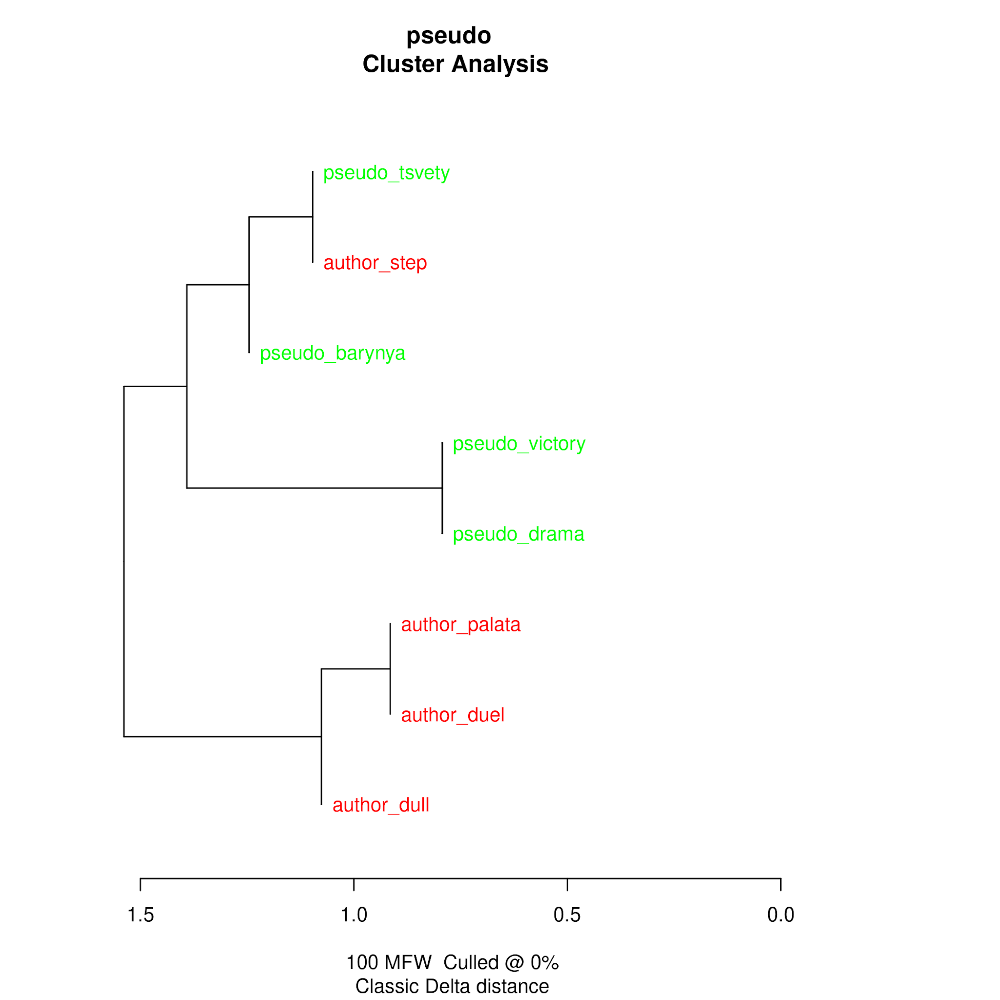 pseudo
Cluster Analysis
pseudo_tsvety
author_step
pseudo_barynya
pseudo_victory
pseudo_drama
author_palata
author_duel
author_dull
1.5 1.0 0.5 0.0
100 MFW  Culled @ 0%
Classic Delta distance